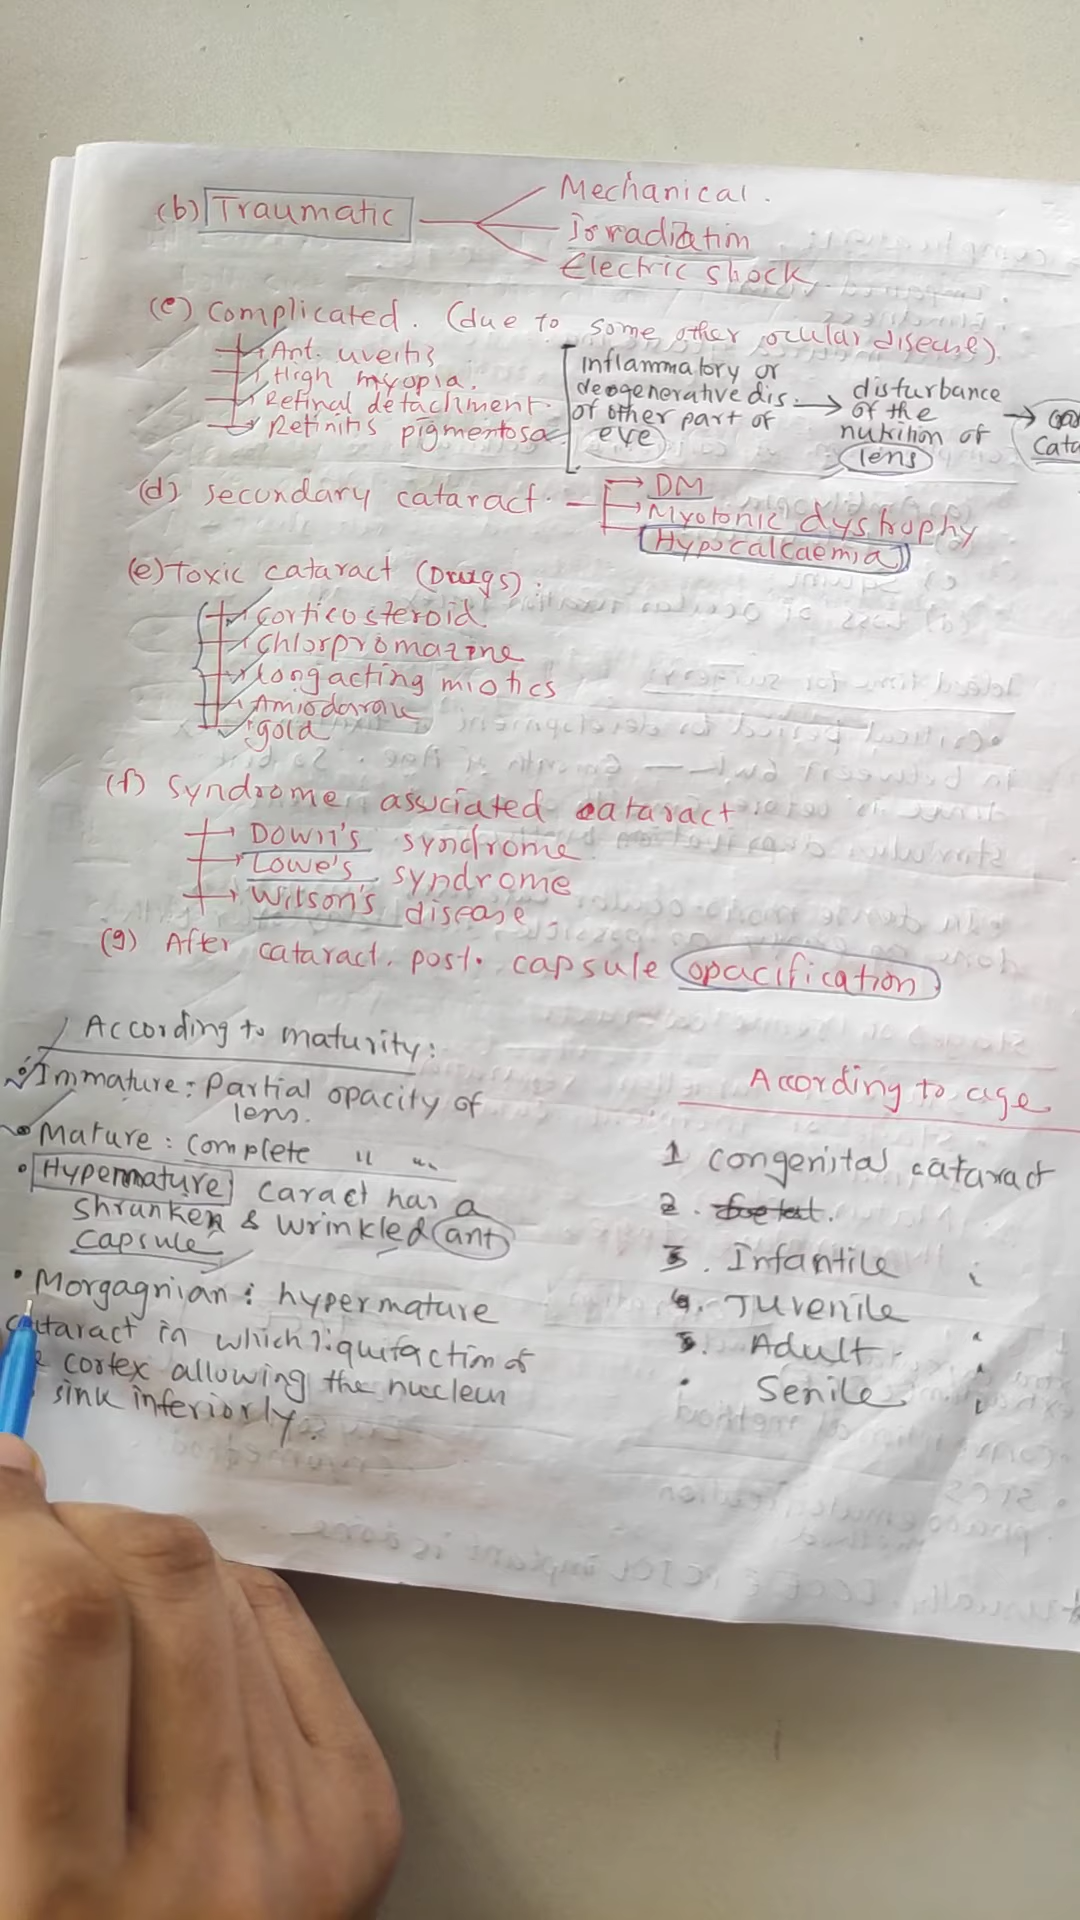 (b) Traumatic
Mechanical.
Irradiation
Electric shock.
(c) Complicated. (due to some other ocular disease).
Ant. uveitis
High myopia.
Retinal detachment.
Retinitis pigmentosa
inflammatory or
degenerative dis.
of other part of
eye
→ disturbance
of the
nutrition of
lens
→
Cata
(d) secundary cataract. –
→ DM
→ Myotonic dystrophy
Hypocalcaemia
(e) Toxic cataract (Drugs):
Corticosteroid.
Chlorpromazine
Longacting miotics
Amiodarone
gold
(f) Syndrome associated cataract.
→ Down's syndrome
→ Lowe's syndrome
→ Wilson's disease.
(g) After cataract. post. capsule opacification
According to maturity:
Immature: Partial opacity of
lens.
• Mature: complete " "
• Hypermature caract has a
shrunken & wrinkled ant
capsule
• Morgagnian: hypermature
cataract in which liquifaction of
cortex allowing the nucleus
sink inferiorly.
According to age
1 congenital cataract
2.
3. Infantile
4. Juvenile "
5. Adult "
• Senile "